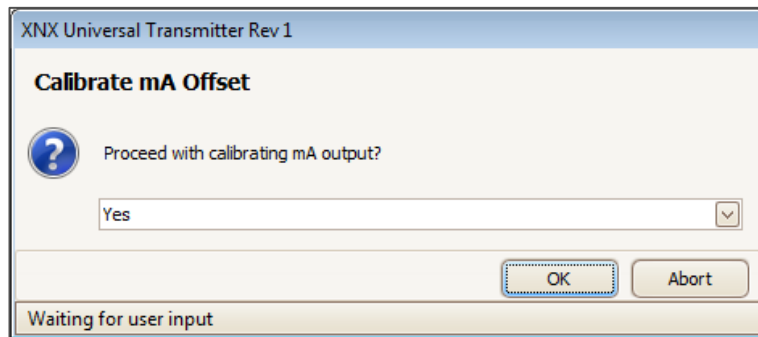 XNX Universal Transmitter Rev 1
Calibrate mA Offset
Proceed with calibrating mA output?
Yes
OK
Abort
Waiting for user input